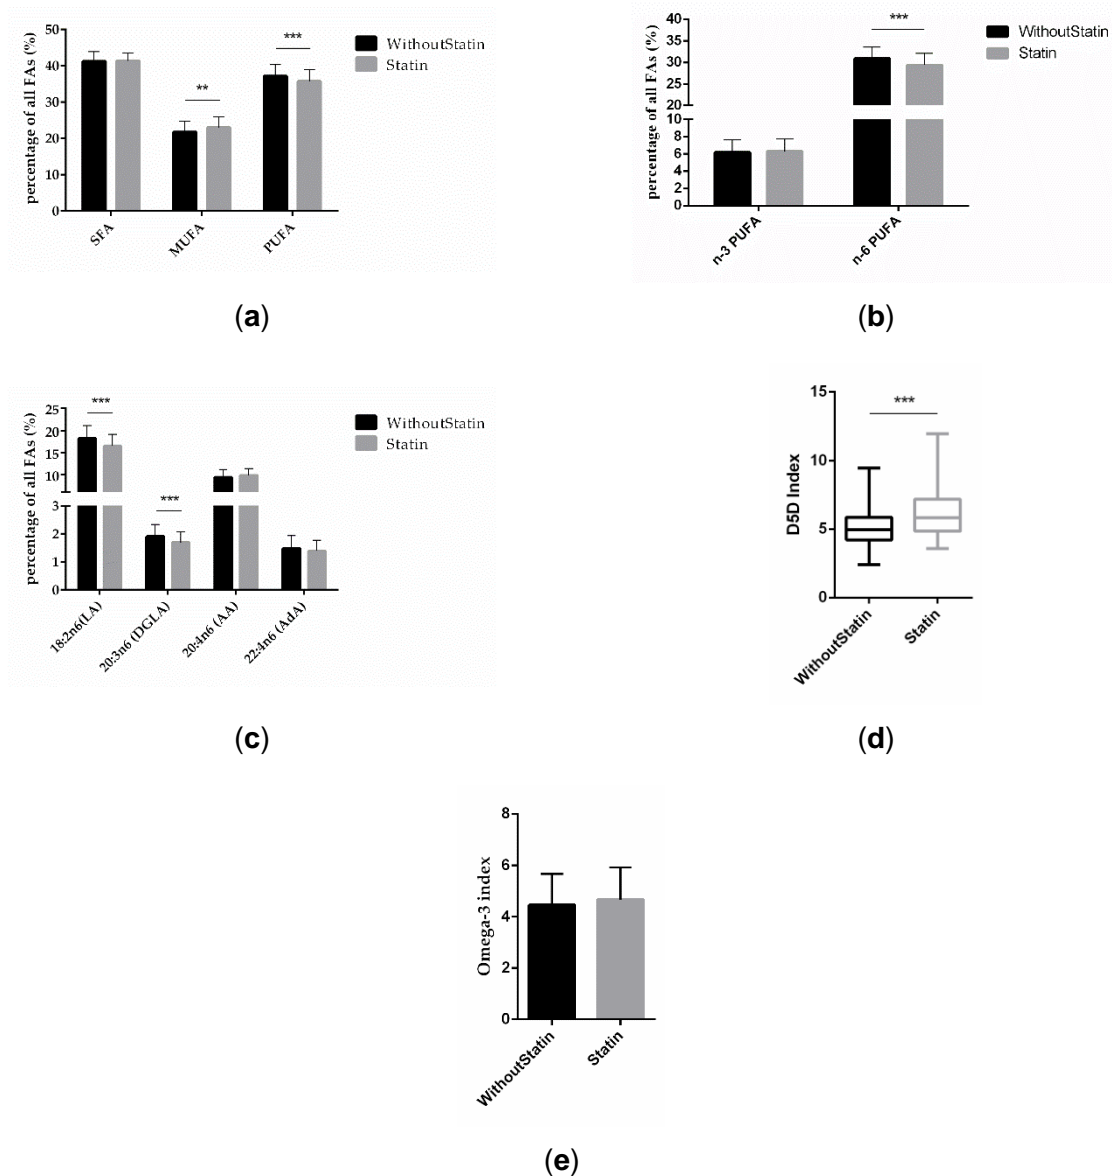 percentage of all FAs (%)
50
40
30
20
10
0
***
**
SFA
MUFA
PUFA
WithoutStatin
Statin
(a)
percentage of all FAs (%)
40
35
30
25
20
10
8
6
4
2
0
***
n-3 PUFA
n-6 PUFA
WithoutStatin
Statin
(b)
percentage of all FAs (%)
25
20
15
10
3
2
1
0
***
***
18:2n6(LA)
20:3n6 (DGLA)
20:4n6 (AA)
22:4n6 (AdA)
WithoutStatin
Statin
(c)
D5D Index
15
10
5
0
***
WithoutStatin
Statin
(d)
Omega-3 index
8
6
4
2
0
WithoutStatin
Statin
(e)